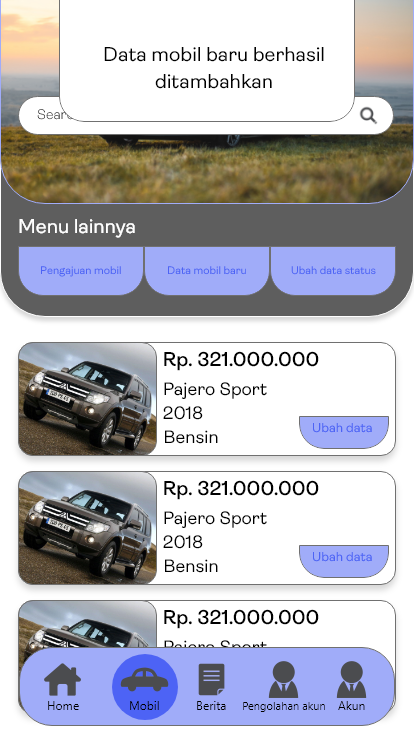 Data mobil baru berhasil
ditambahkan
Menu lainnya
Pengajuan mobil
Data mobil baru
Ubah data status
Rp. 321.000.000
Pajero Sport
2018
Bensin
Ubah data
Rp. 321.000.000
Pajero Sport
2018
Bensin
Ubah data
Rp. 321.000.000
Pajero Sport
Home
Mobil
Berita
Pengolahan akun
Akun